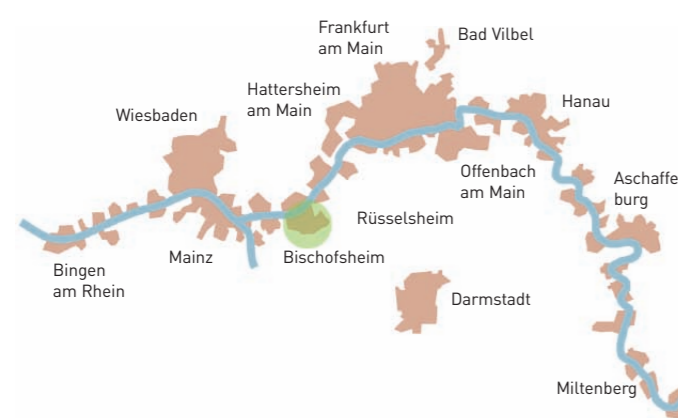 Frankfurt
am Main
Bad Vilbel
Hattersheim
am Main
Hanau
Wiesbaden
Offenbach
am Main
Aschaffe
burg
Rüsselsheim
Mainz
Bischofsheim
Bingen
am Rhein
Darmstadt
Miltenberg